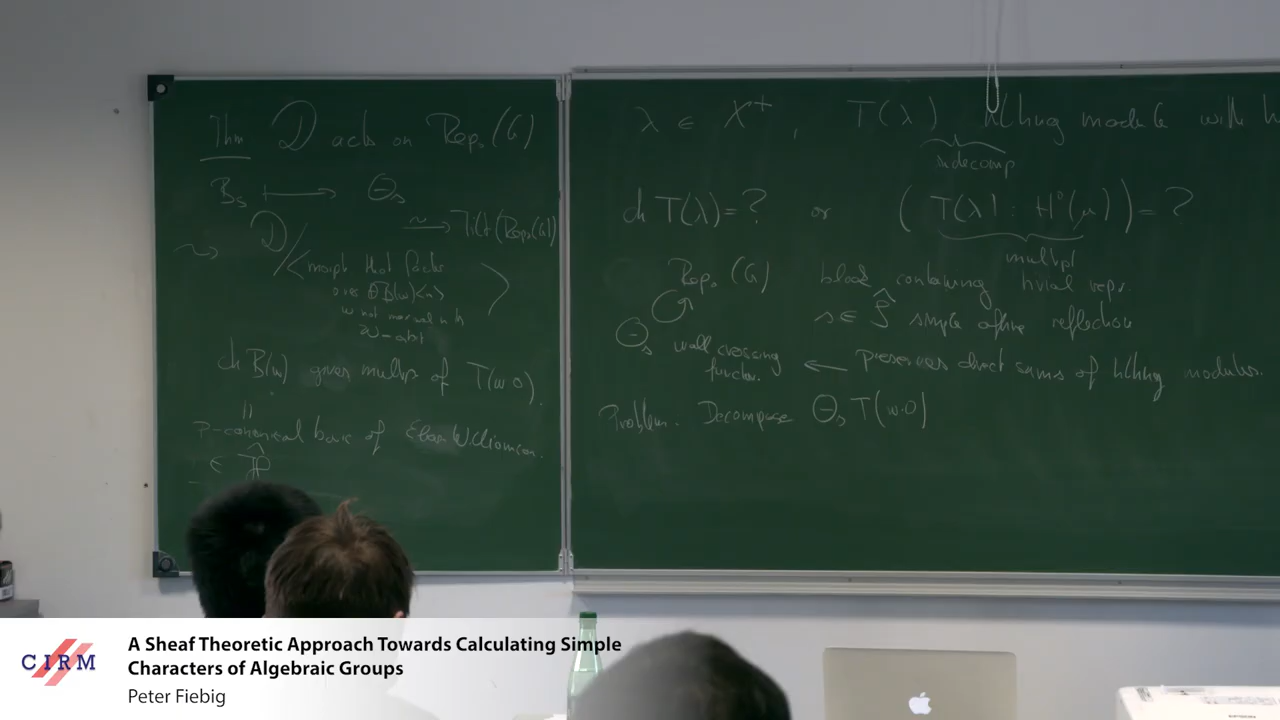 Thm D acts on Rep₀(G)
B_s ⟼ Θ_s
⇝ D/< morph that factor ⥲ Tilt(Rep₀(G))
over ⊕B(w)<n>
w not minimal in
W-orbit >
ch B(w) gives multipl of T(w·0).
=
p-canonical basis of Elias Williamson.
∈ Ĥ
λ ∈ X⁺, T(λ) tilting module with
indecomp
ch T(λ) = ? or (T(λ) : H⁰(μ)) = ?
multipl
Rep₀(G) block containing trivial repr.
s ∈ Ŝ simple affine reflection
Θ_s wall crossing
functor. ← preserves direct sums of tilting modules.
Problem. Decompose Θ_s T(w·0)
CIRM
A Sheaf Theoretic Approach Towards Calculating Simple
Characters of Algebraic Groups
Peter Fiebig